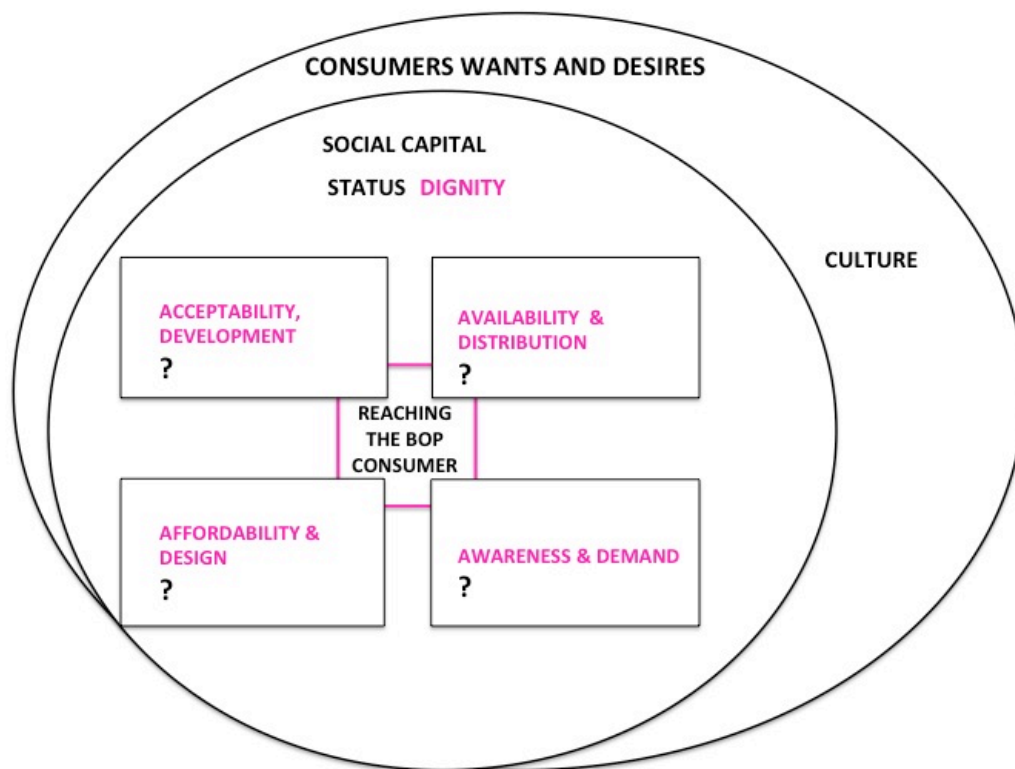 CONSUMERS WANTS AND DESIRES
SOCIAL CAPITAL
STATUS DIGNITY
CULTURE
ACCEPTABILITY,
DEVELOPMENT
?
AVAILABILITY &
DISTRIBUTION
?
REACHING
THE BOP
CONSUMER
AFFORDABILITY &
DESIGN
?
AWARENESS & DEMAND
?